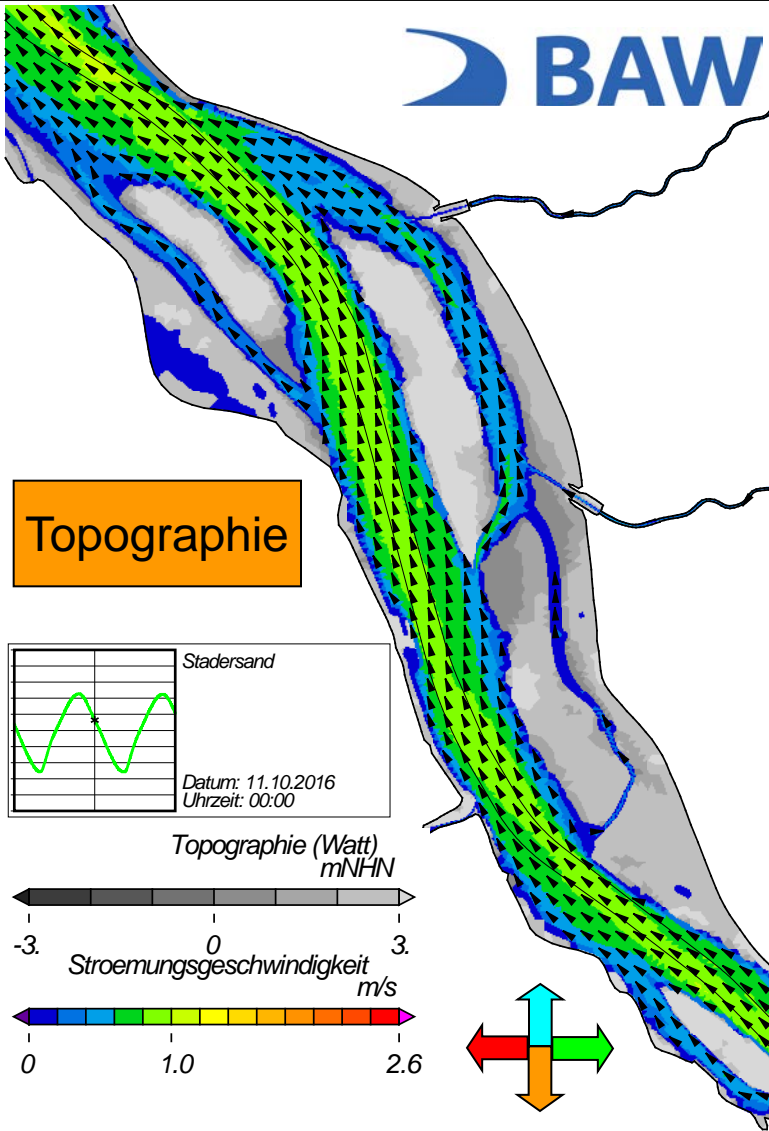 BAW
Topographie
Stadersand
Datum: 11.10.2016
Uhrzeit: 00:00
Topographie (Watt)
mNHN
-3. 0 3.
Stroemungsgeschwindigkeit
m/s
0 1.0 2.6